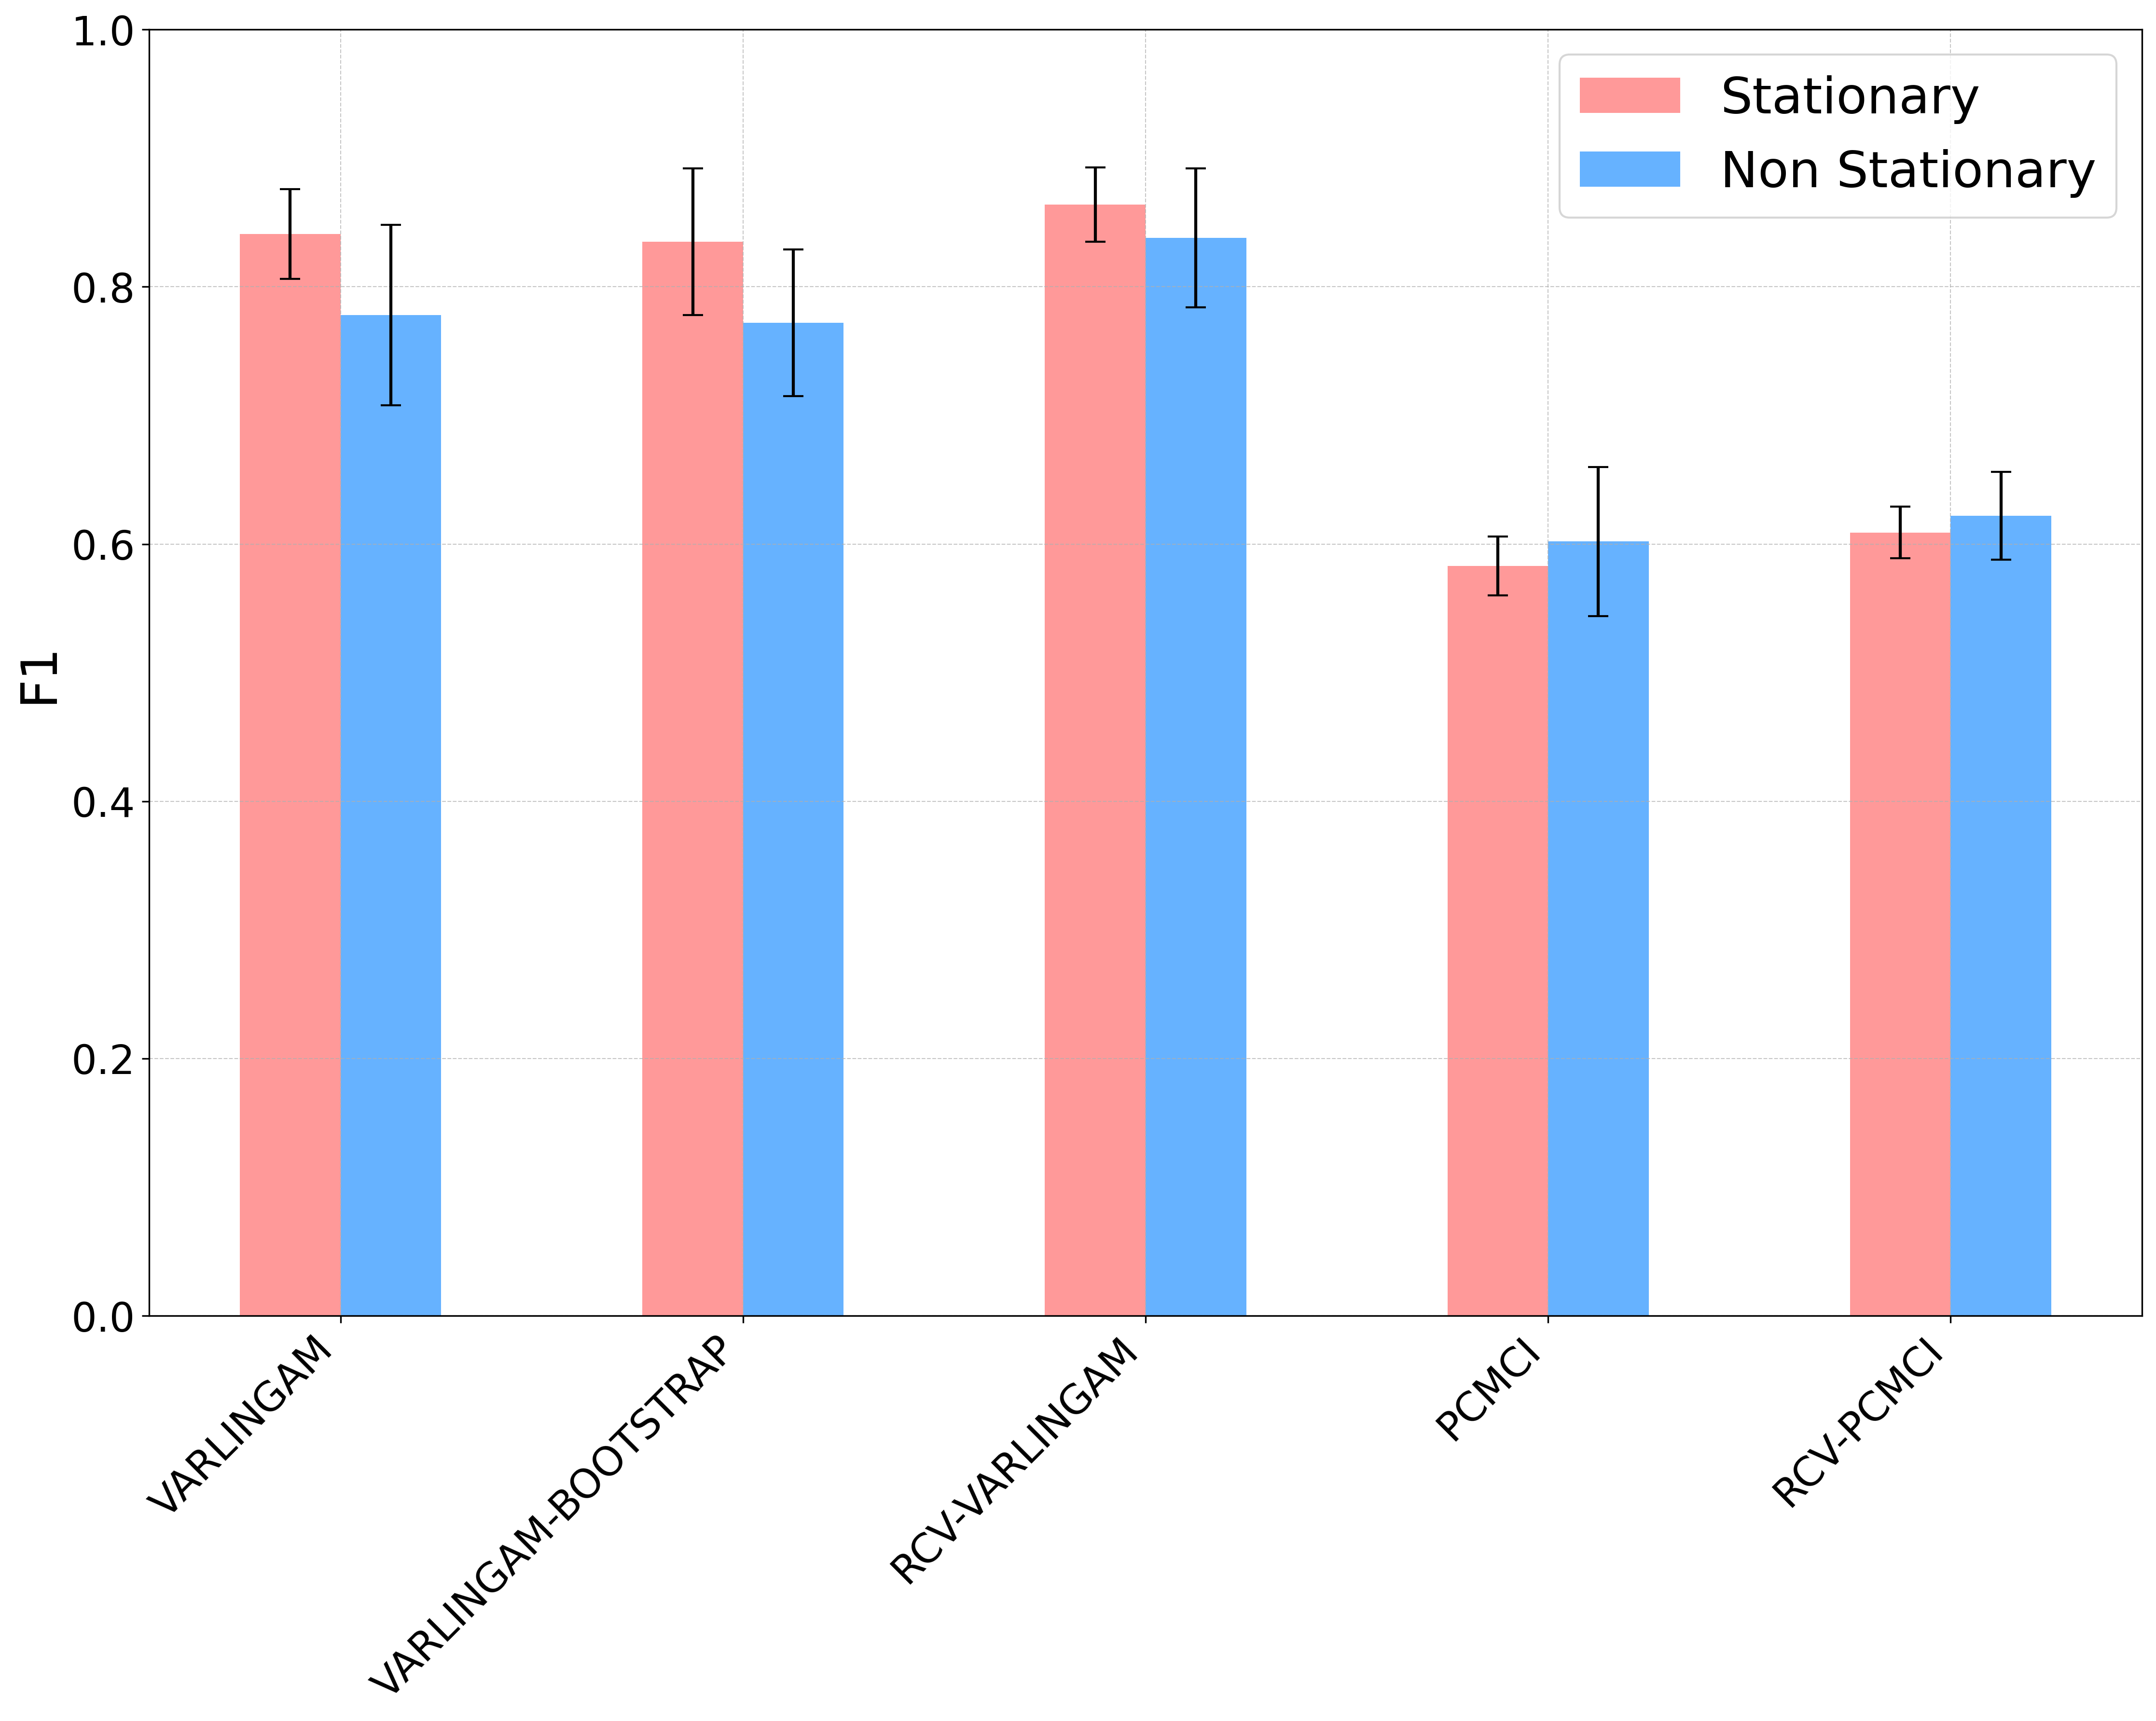 1.0
0.8
0.6
0.4
0.2
0.0
F1
Stationary
Non Stationary
VARLINGAM
VARLINGAM-BOOTSTRAP
RCV-VARLINGAM
PCMCI
RCV-PCMCI